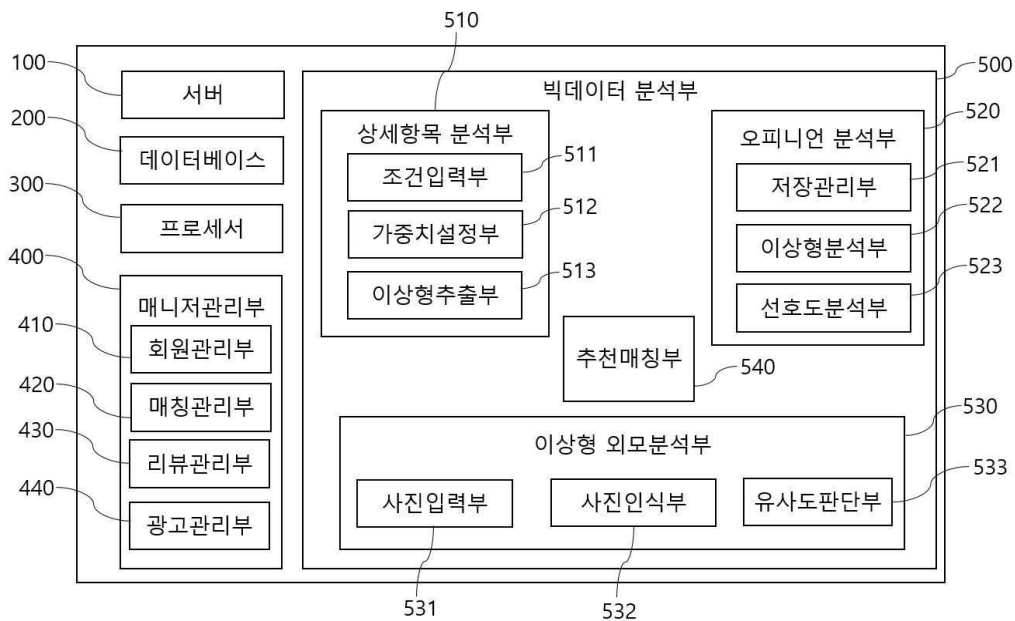 510
100
서버
200
데이터베이스
300
프로세서
400
매니저관리부
410
회원관리부
420
매칭관리부
430
리뷰관리부
440
광고관리부
빅데이터 분석부
500
상세항목 분석부
조건입력부
511
가중치설정부
512
이상형추출부
513
오피니언 분석부
520
저장관리부
521
이상형분석부
522
선호도분석부
523
추천매칭부
540
이상형 외모분석부
530
사진입력부
사진인식부
유사도판단부
533
531
532